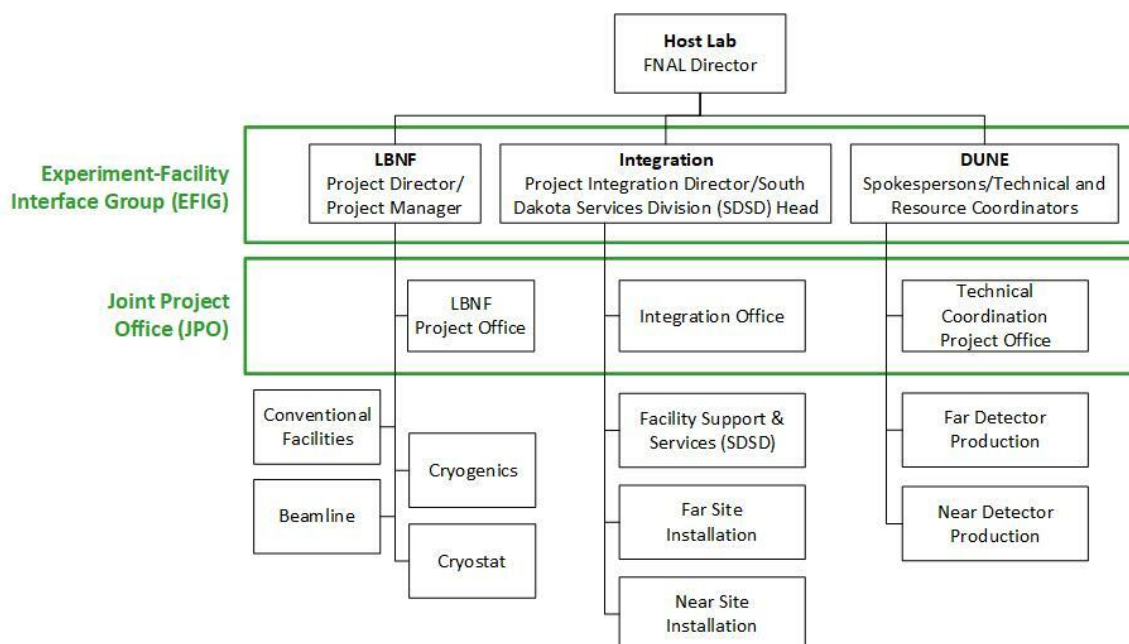 Host Lab
FNAL Director
Experiment-Facility
Interface Group (EFIG)
LBNF
Project Director/
Project Manager
Integration
Project Integration Director/South
Dakota Services Division (SDSD) Head
DUNE
Spokespersons/Technical and
Resource Coordinators
Joint Project
Office (JPO)
LBNF
Project Office
Integration Office
Technical
Coordination
Project Office
Conventional
Facilities
Cryogenics
Beamline
Cryostat
Facility Support &
Services (SDSD)
Far Site
Installation
Near Site
Installation
Far Detector
Production
Near Detector
Production